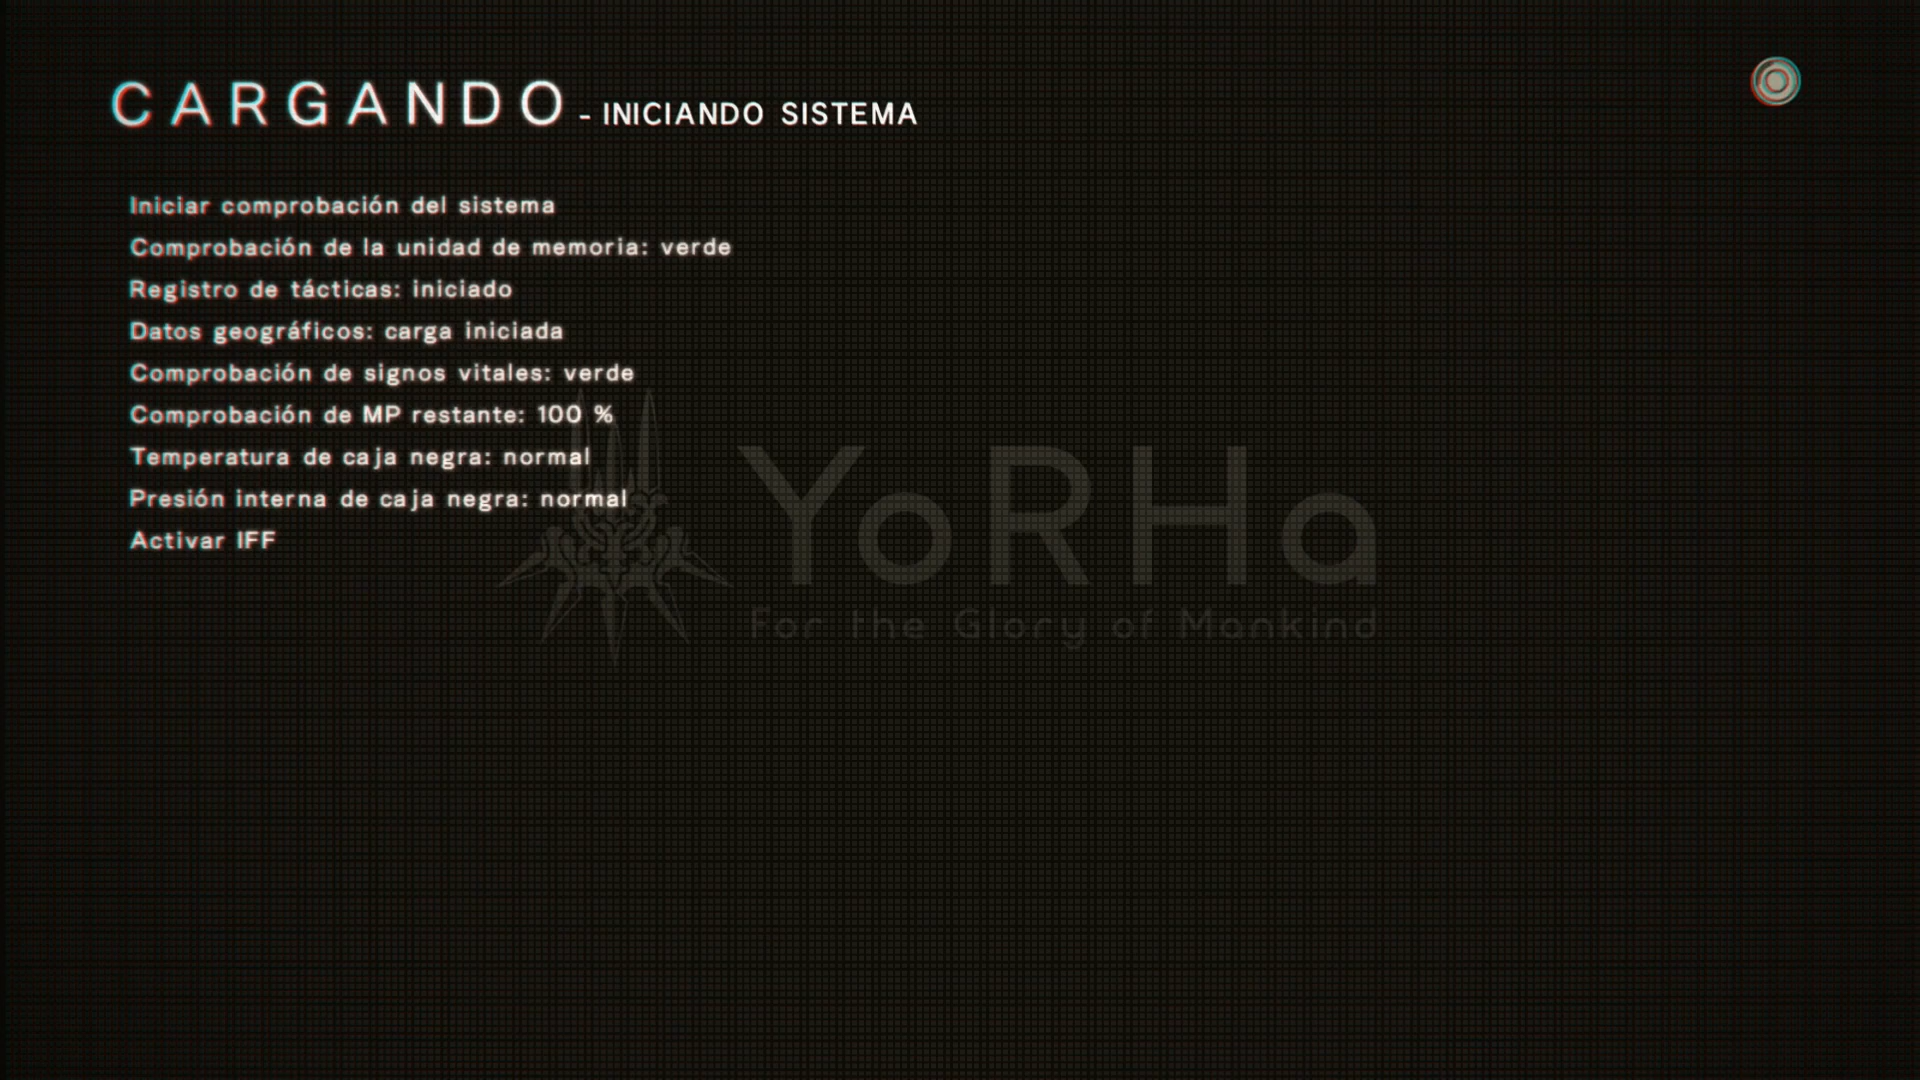 CARGANDO - INICIANDO SISTEMA
Iniciar comprobación del sistema
Comprobación de la unidad de memoria: verde
Registro de tácticas: iniciado
Datos geográficos: carga iniciada
Comprobación de signos vitales: verde
Comprobación de MP restante: 100 %
Temperatura de caja negra: normal
Presión interna de caja negra: normal
Activar IFF
YoRHa
For the Glory of Mankind